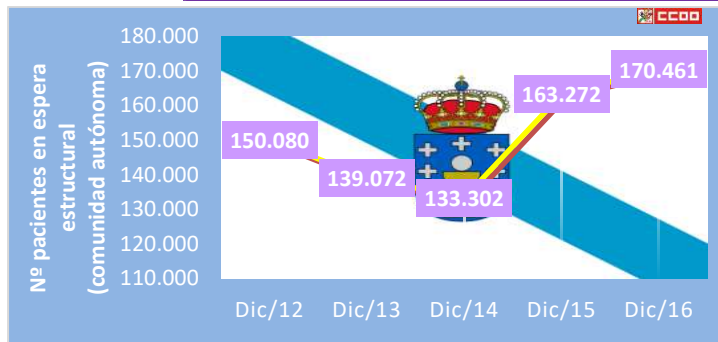 CCOO
Nº pacientes en espera
estructural
(comunidad autónoma)
180.000
170.000
160.000
150.000
140.000
130.000
120.000
110.000
150.080
139.072
133.302
163.272
170.461
Dic/12 Dic/13 Dic/14 Dic/15 Dic/16